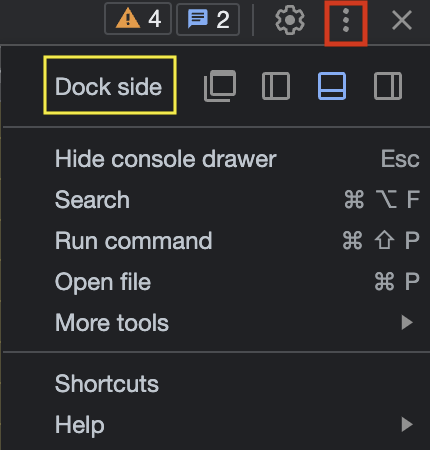 4 2
Dock side
Hide console drawer Esc
Search ⌘ ⌥ F
Run command ⌘ ⇧ P
Open file ⌘ P
More tools
Shortcuts
Help